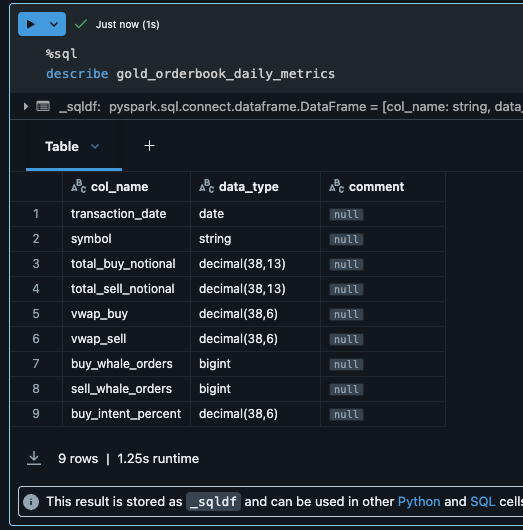 Just now (1s)
%sql
describe gold_orderbook_daily_metrics
_sqldf: pyspark.sql.connect.dataframe.DataFrame = [col_name: string, data_
Table
+
ABC col_name ABC data_type ABC comment
1 transaction_date date null
2 symbol string null
3 total_buy_notional decimal(38,13) null
4 total_sell_notional decimal(38,13) null
5 vwap_buy decimal(38,6) null
6 vwap_sell decimal(38,6) null
7 buy_whale_orders bigint null
8 sell_whale_orders bigint null
9 buy_intent_percent decimal(38,6) null
9 rows | 1.25s runtime
This result is stored as _sqldf and can be used in other Python and SQL cells